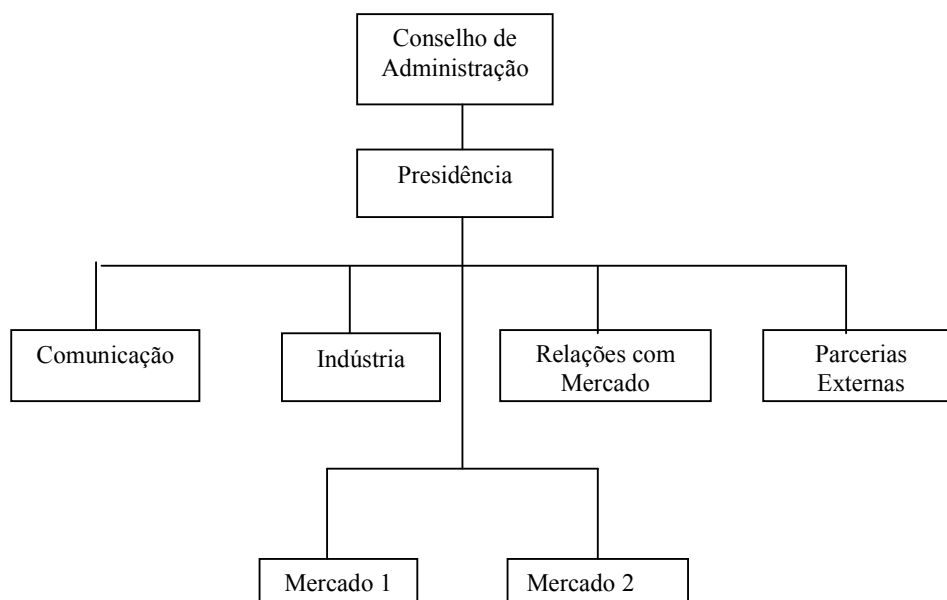 Conselho de
Administração
Presidência
Comunicação
Indústria
Relações com
Mercado
Parcerias
Externas
Mercado 1
Mercado 2